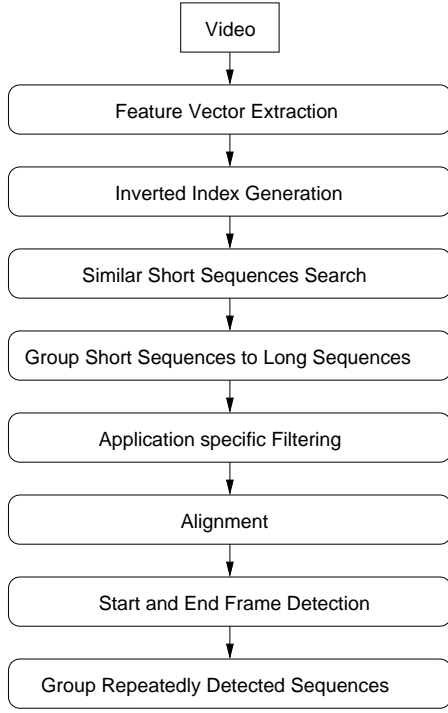 Video
Feature Vector Extraction
Inverted Index Generation
Similar Short Sequences Search
Group Short Sequences to Long Sequences
Application specific Filtering
Alignment
Start and End Frame Detection
Group Repeatedly Detected Sequences